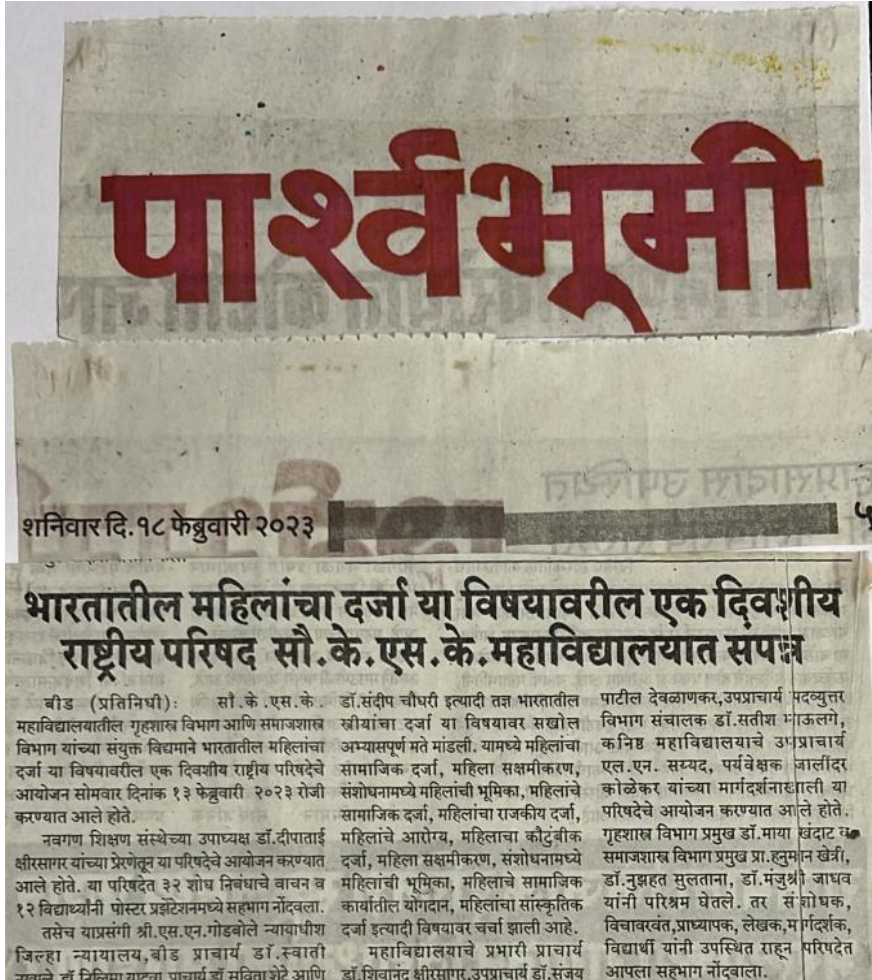 पार्श्वभूमी
शनिवार दि.१८ फेब्रुवारी २०२३
५
भारतातील महिलांचा दर्जा या विषयावरील एक दिवशीय
राष्ट्रीय परिषद सौ.के.एस.के.महाविद्यालयात संपन्न
बीड (प्रतिनिधी): सौ.के.एस.के.
महाविद्यालयातील गृहशास्त्र विभाग आणि समाजशास्त्र
विभाग यांच्या संयुक्त विद्यमाने भारतातील महिलांचा
दर्जा या विषयावरील एक दिवशीय राष्ट्रीय परिषदेचे
आयोजन सोमवार दिनांक १३ फेब्रुवारी २०२३ रोजी
करण्यात आले होते.
नवगण शिक्षण संस्थेच्या उपाध्यक्ष डॉ.दीपाताई
क्षीरसागर यांच्या प्रेरणेतून या परिषदेचे आयोजन करण्यात
आले होते. या परिषदेत ३२ शोध निबंधाचे वाचन व
१२ विद्यार्थ्यांनी पोस्टर प्रझेंटेशनमध्ये सहभाग नोंदवला.
तसेच याप्रसंगी श्री.एस.एन.गोडबोले न्यायाधीश
जिल्हा न्यायालय,बीड प्राचार्य डॉ.स्वाती
डॉ.संदीप चौधरी इत्यादी तज्ञ भारतातील
स्त्रीयांचा दर्जा या विषयावर सखोल
अभ्यासपूर्ण मते मांडली. यामध्ये महिलांचा
सामाजिक दर्जा, महिला सक्षमीकरण,
संशोधनामध्ये महिलांची भूमिका, महिलांचे
सामाजिक दर्जा, महिलांचा राजकीय दर्जा,
महिलांचे आरोग्य, महिलाचा कौटुंबीक
दर्जा, महिला सक्षमीकरण, संशोधनामध्ये
महिलांची भूमिका, महिलाचे सामाजिक
कार्यातील योगदान, महिलांचा सांस्कृतिक
दर्जा इत्यादी विषयावर चर्चा झाली आहे.
महाविद्यालयाचे प्रभारी प्राचार्य
डॉ.शिवानंद क्षीरसागर,उपप्राचार्य डॉ.संजय
पाटील देवळाणकर,उपप्राचार्य पदव्युत्तर
विभाग संचालक डॉ.सतीश माऊलगे,
कनिष्ठ महाविद्यालयाचे उपप्राचार्य
एल.एन. सय्यद, पर्यवेक्षक जालींदर
कोळेकर यांच्या मार्गदर्शनाखाली या
परिषदेचे आयोजन करण्यात आले होते.
गृहशास्त्र विभाग प्रमुख डॉ.माया खंदाट व
समाजशास्त्र विभाग प्रमुख प्रा.हनुमान खेत्री,
डॉ.नुझहत सुलताना, डॉ.मंजुश्री जाधव
यांनी परिश्रम घेतले. तर संशोधक,
विचारवंत,प्राध्यापक, लेखक,मार्गदर्शक,
विद्यार्थी यांनी उपस्थित राहून परिषदेत
आपला सहभाग नोंदवाला.